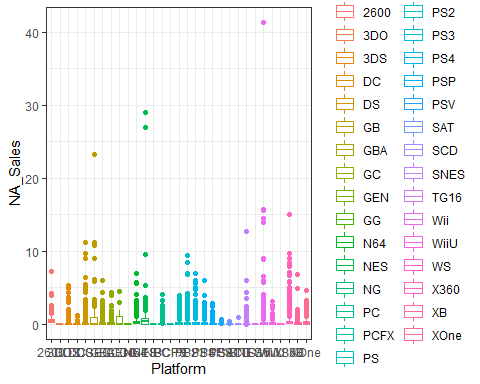 NA_Sales
40
30
20
10
0
Platform
2600
3DO
3DS
DC
DS
GB
GBA
GC
GEN
GG
N64
NES
NG
PC
PCFX
PS
PS2
PS3
PS4
PSP
PSV
SAT
SCD
SNES
TG16
Wii
WiiU
WS
X360
XB
XOne